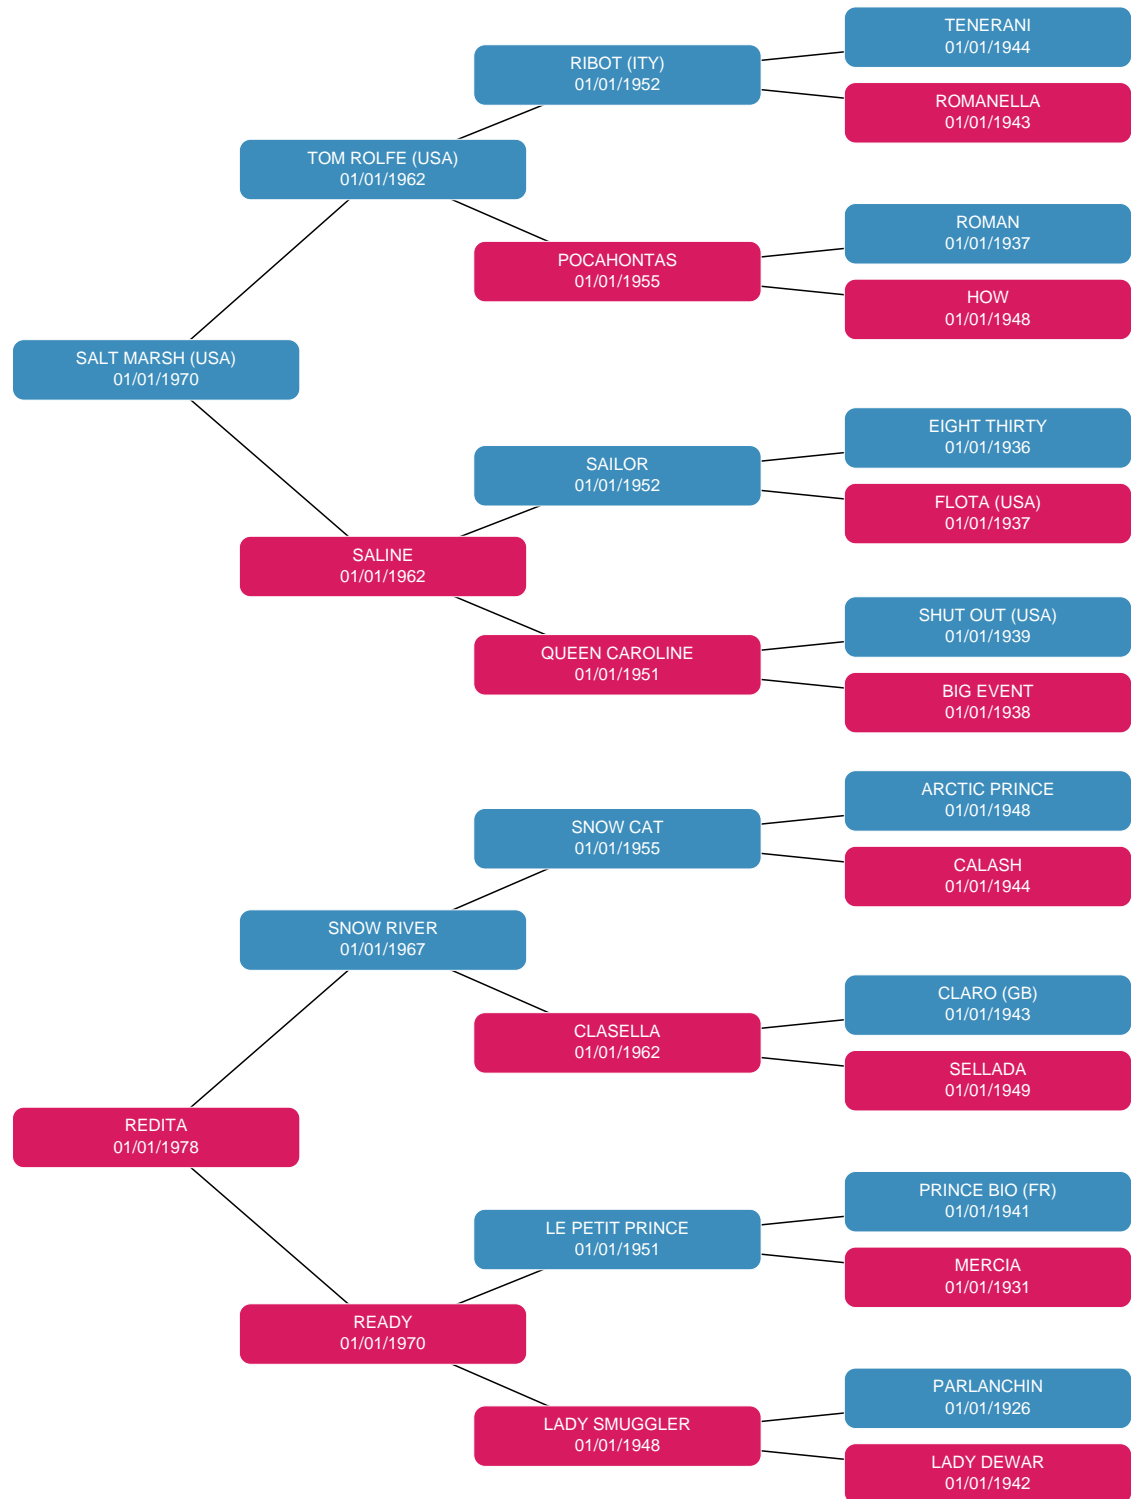 TENERANI
01/01/1944
RIBOT (ITY)
01/01/1952
ROMANELLA
01/01/1943
TOM ROLFE (USA)
01/01/1962
ROMAN
01/01/1937
POCAHONTAS
01/01/1955
HOW
01/01/1948
SALT MARSH (USA)
01/01/1970
EIGHT THIRTY
01/01/1936
SAILOR
01/01/1952
FLOTA (USA)
01/01/1937
SALINE
01/01/1962
SHUT OUT (USA)
01/01/1939
QUEEN CAROLINE
01/01/1951
BIG EVENT
01/01/1938
ARCTIC PRINCE
01/01/1948
SNOW CAT
01/01/1955
CALASH
01/01/1944
SNOW RIVER
01/01/1967
CLARO (GB)
01/01/1943
CLASELLA
01/01/1962
SELLADA
01/01/1949
REDITA
01/01/1978
PRINCE BIO (FR)
01/01/1941
LE PETIT PRINCE
01/01/1951
MERCIA
01/01/1931
READY
01/01/1970
PARLANCHIN
01/01/1926
LADY SMUGGLER
01/01/1948
LADY DEWAR
01/01/1942